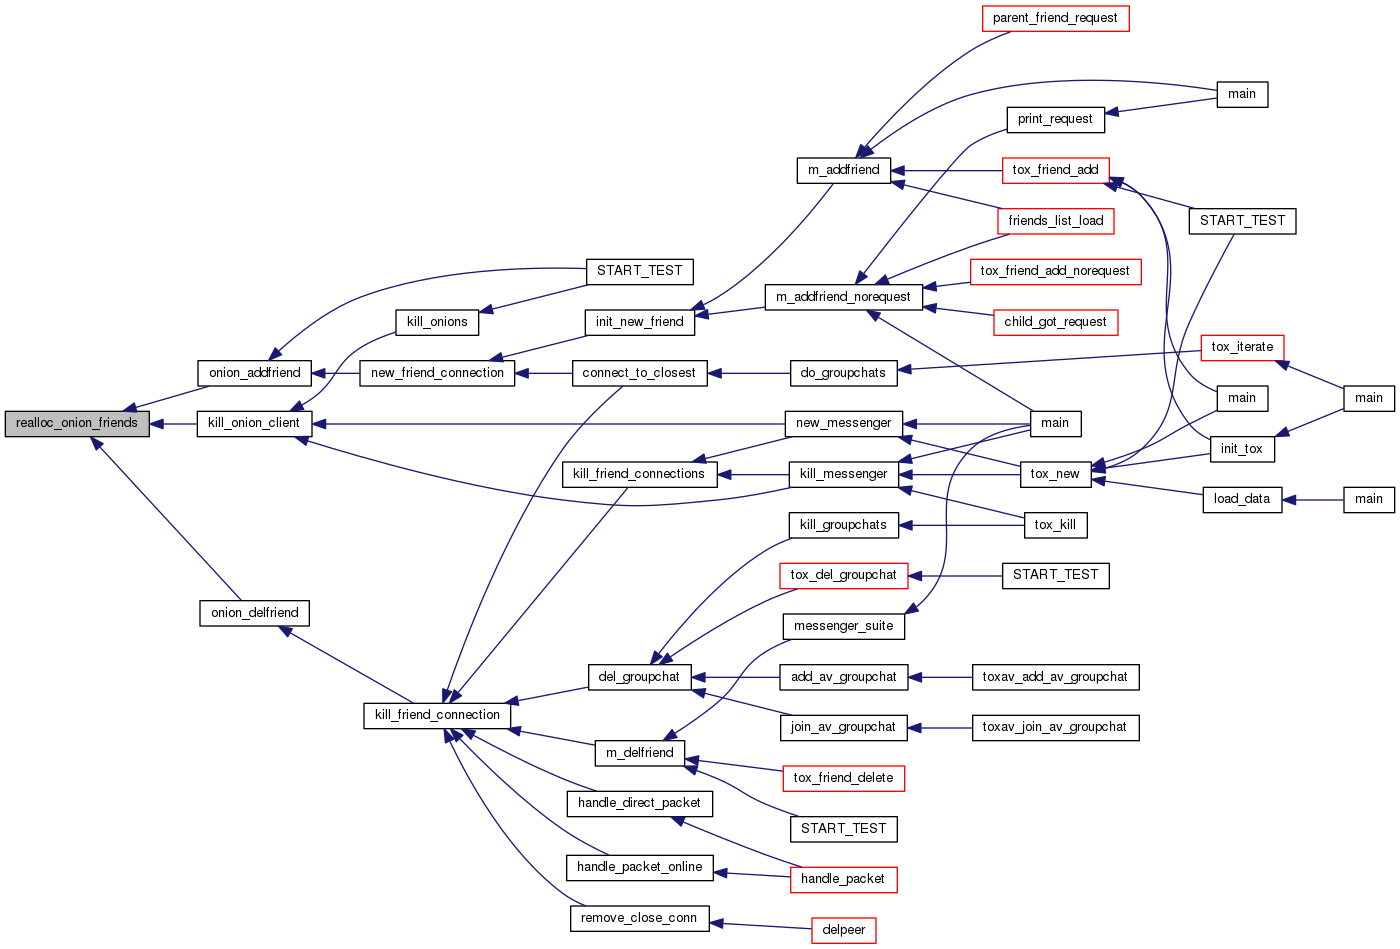 parent_friend_request
main
print_request
m_addfriend
tox_friend_add
friends_list_load
START_TEST
START_TEST
tox_friend_add_norequest
m_addfriend_norequest
kill_onions
init_new_friend
child_got_request
tox_iterate
onion_addfriend
new_friend_connection
connect_to_closest
do_groupchats
main
main
realloc_onion_friends
kill_onion_client
new_messenger
main
init_tox
kill_friend_connections
kill_messenger
tox_new
load_data
main
kill_groupchats
tox_kill
tox_del_groupchat
START_TEST
onion_delfriend
messenger_suite
del_groupchat
add_av_groupchat
toxav_add_av_groupchat
kill_friend_connection
join_av_groupchat
toxav_join_av_groupchat
m_delfriend
tox_friend_delete
handle_direct_packet
START_TEST
handle_packet_online
handle_packet
remove_close_conn
delpeer